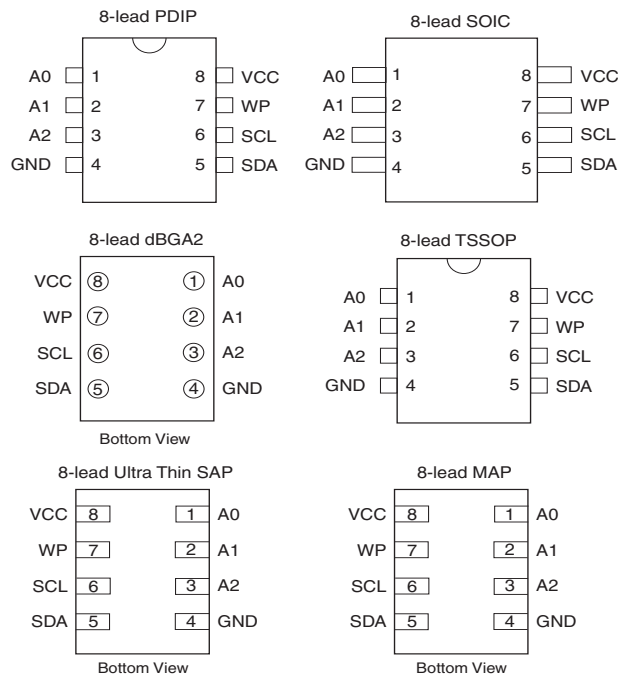 8-lead PDIP
A0 1 8 VCC
A1 2 7 WP
A2 3 6 SCL
GND 4 5 SDA
8-lead SOIC
A0 1 8 VCC
A1 2 7 WP
A2 3 6 SCL
GND 4 5 SDA
8-lead dBGA2
VCC 8 1 A0
WP 7 2 A1
SCL 6 3 A2
SDA 5 4 GND
Bottom View
8-lead TSSOP
A0 1 8 VCC
A1 2 7 WP
A2 3 6 SCL
GND 4 5 SDA
8-lead Ultra Thin SAP
VCC 8 1 A0
WP 7 2 A1
SCL 6 3 A2
SDA 5 4 GND
Bottom View
8-lead MAP
VCC 8 1 A0
WP 7 2 A1
SCL 6 3 A2
SDA 5 4 GND
Bottom View